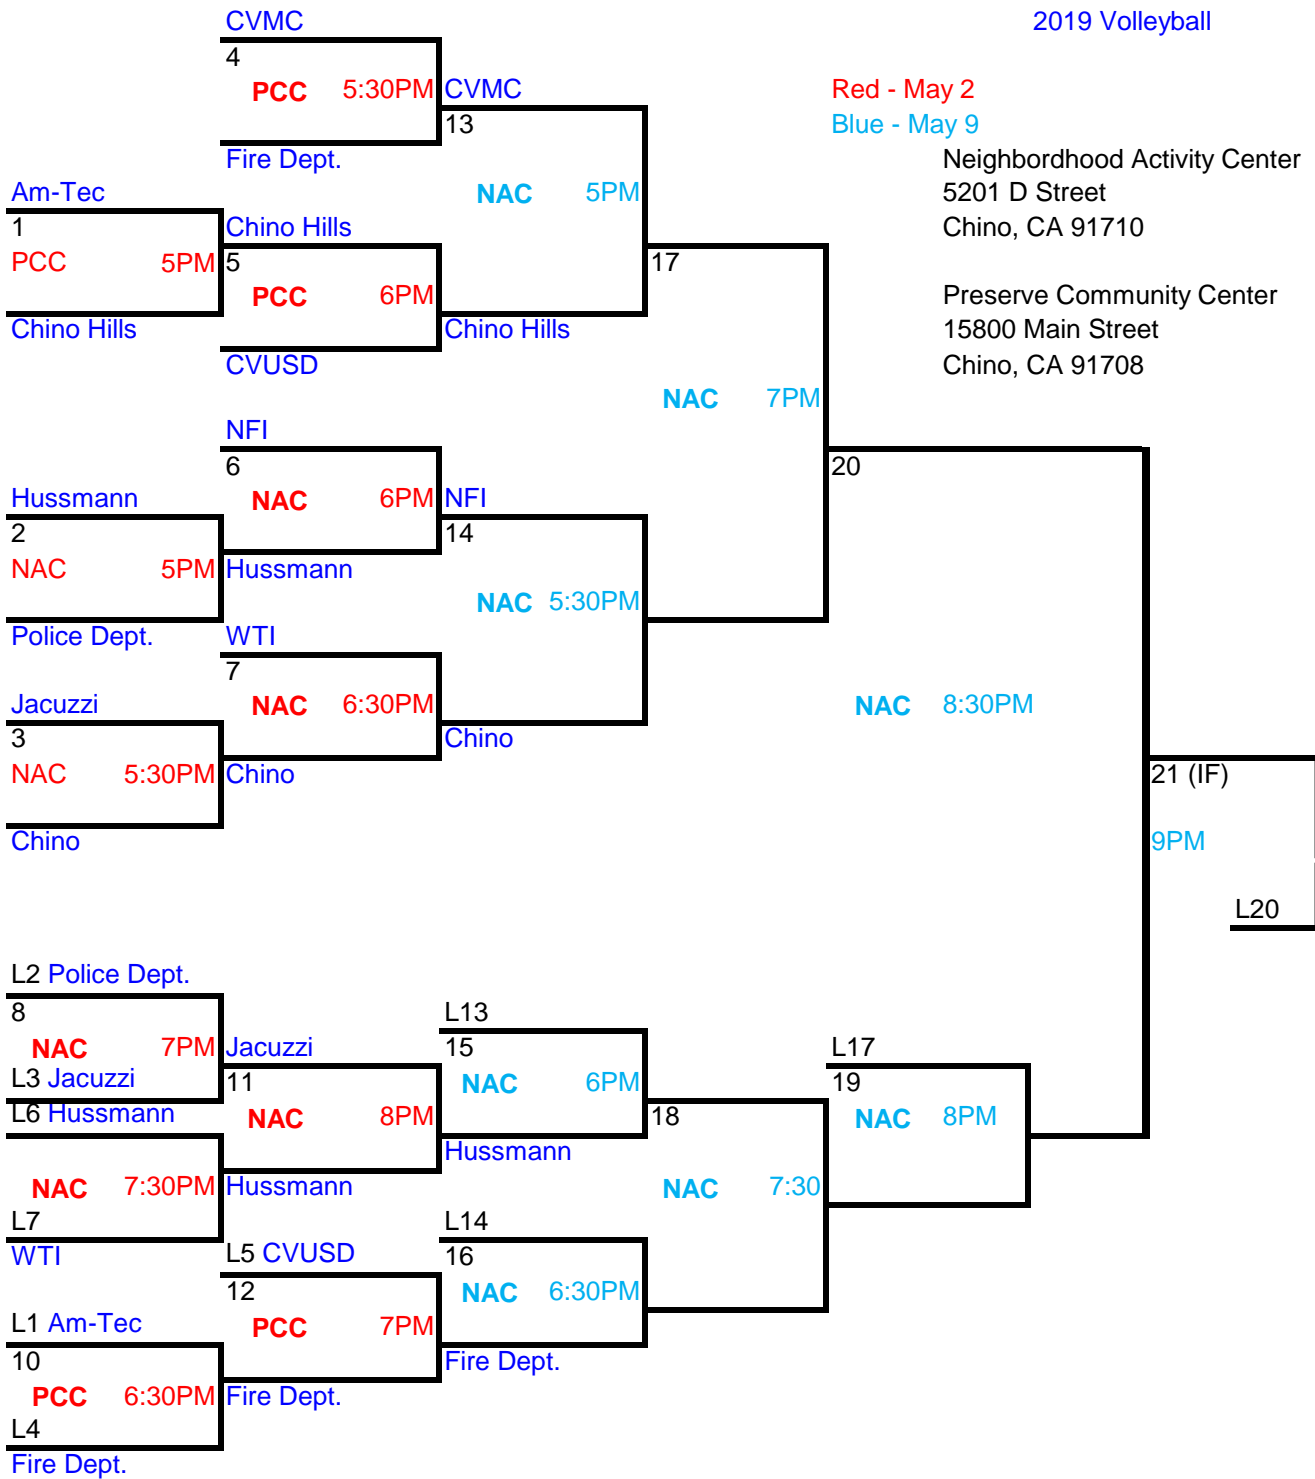 CVMC
2019 Volleyball
4
PCC 5:30PM CVMC
Red - May 2
13
Blue - May 9
Fire Dept.
Neighbordhood Activity Center
Am-Tec
NAC 5PM
5201 D Street
1
Chino Hills
Chino, CA 91710
PCC 5PM
5
17
PCC 6PM
Preserve Community Center
Chino Hills
Chino Hills
15800 Main Street
CVUSD
Chino, CA 91708
NAC 7PM
NFI
6
20
Hussmann
NAC 6PM NFI
2
14
NAC 5PM Hussmann
NAC 5:30PM
Police Dept.
WTI
7
Jacuzzi
NAC 6:30PM
NAC 8:30PM
3
Chino
NAC 5:30PM Chino
21 (IF)
Chino
9PM
L20
L2 Police Dept.
8
L13
NAC 7PM Jacuzzi
15
L17
L3 Jacuzzi
11
NAC 6PM
19
L6 Hussmann
NAC 8PM
18
NAC 8PM
Hussmann
NAC 7:30PM Hussmann
NAC 7:30
L7
L14
WTI
L5 CVUSD
16
12
NAC 6:30PM
L1 Am-Tec
PCC 7PM
10
Fire Dept.
PCC 6:30PM Fire Dept.
L4
Fire Dept.